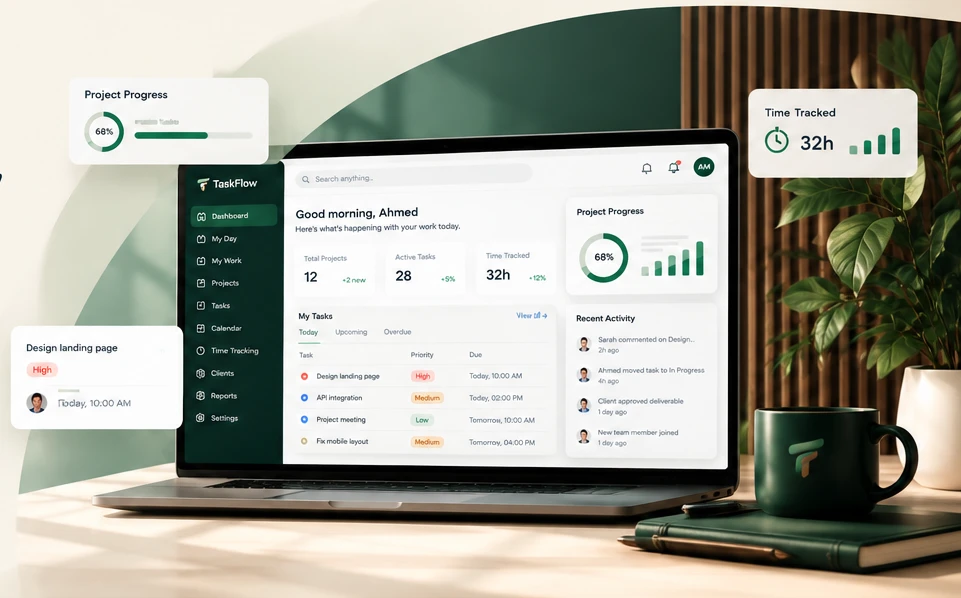 Project Progress
68%
Time Tracked
32h
Design landing page
High
Today, 10:00 AM
TaskFlow
Dashboard
My Day
My Work
Projects
Tasks
Calendar
Time Tracking
Clients
Reports
Settings
Search anything..
AM
Good morning, Ahmed
Here's what's happening with your work today.
Total Projects
12
+2 new
Active Tasks
28
+5%
Time Tracked
32h
+12%
My Tasks
View all →
Today Upcoming Overdue
Task Priority Due
Design landing page High Today, 10:00 AM
API integration Medium Today, 02:00 PM
Project meeting Low Tomorrow, 10:00 AM
Fix mobile layout Medium Tomorrow, 04:00 PM
Project Progress
68%
Recent Activity
Sarah commented on Design..
2h ago
Ahmed moved task to In Progress
4h ago
Client approved deliverable
1 day ago
New team member joined
1 day ago